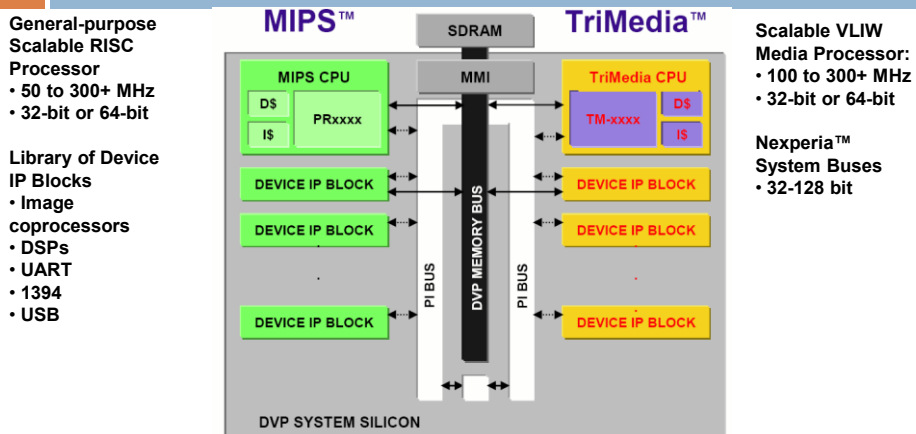 General-purpose
Scalable RISC
Processor
• 50 to 300+ MHz
• 32-bit or 64-bit
Library of Device
IP Blocks
• Image
coprocessors
• DSPs
• UART
• 1394
• USB
MIPS™
TriMedia™
SDRAM
MMI
MIPS CPU
D$
I$
PRxxxx
TriMedia CPU
TM-xxxx
D$
I$
DEVICE IP BLOCK
DEVICE IP BLOCK
DEVICE IP BLOCK
DEVICE IP BLOCK
DEVICE IP BLOCK
DEVICE IP BLOCK
PI BUS
DVP MEMORY BUS
PI BUS
DVP SYSTEM SILICON
Scalable VLIW
Media Processor:
• 100 to 300+ MHz
• 32-bit or 64-bit
Nexperia™
System Buses
• 32-128 bit